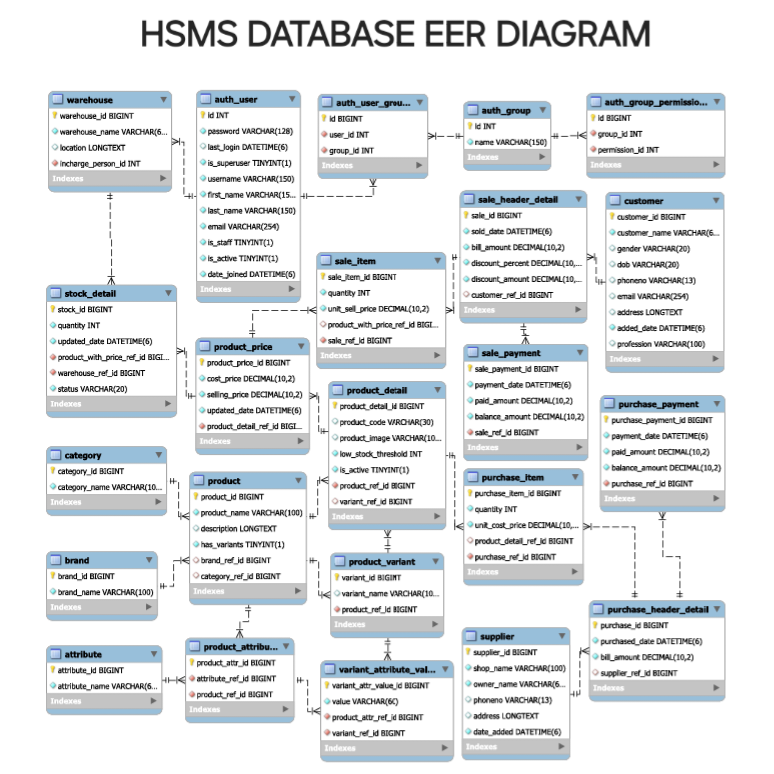 HSMS DATABASE EER DIAGRAM
warehouse
warehouse_id BIGINT
warehouse_name VARCHAR(6...
location LONGTEXT
incharge_person_id INT
Indexes
auth_user
id INT
password VARCHAR(128)
last_login DATETIME(6)
is_superuser TINYINT(1)
username VARCHAR(150)
first_name VARCHAR(15...
last_name VARCHAR(150)
email VARCHAR(254)
is_staff TINYINT(1)
is_active TINYINT(1)
date_joined DATETIME(6)
Indexes
auth_user_grou...
id BIGINT
user_id INT
group_id INT
Indexes
auth_group
id INT
name VARCHAR(150)
Indexes
auth_group_permissio...
id BIGINT
group_id INT
permission_id INT
Indexes
sale_header_detail
sale_id BIGINT
sold_date DATETIME(6)
bill_amount DECIMAL(10,2)
discount_percent DECIMAL(10,...
discount_amount DECIMAL(10,...
customer_ref_id BIGINT
Indexes
customer
customer_id BIGINT
customer_name VARCHAR(6...
gender VARCHAR(20)
dob VARCHAR(20)
phoneno VARCHAR(13)
email VARCHAR(254)
address LONGTEXT
added_date DATETIME(6)
profession VARCHAR(100)
Indexes
sale_item
sale_item_id BIGINT
quantity INT
unit_sell_price DECIMAL(10,2)
product_with_price_ref_id BIGI...
sale_ref_id BIGINT
Indexes
stock_detail
stock_id BIGINT
quantity INT
updated_date DATETIME(6)
product_with_price_ref_id BIGI...
warehouse_ref_id BIGINT
status VARCHAR(20)
Indexes
product_price
product_price_id BIGINT
cost_price DECIMAL(10,2)
selling_price DECIMAL(10,2)
updated_date DATETIME(6)
product_detail_ref_id BIGI...
Indexes
sale_payment
sale_payment_id BIGINT
payment_date DATETIME(6)
paid_amount DECIMAL(10,2)
balance_amount DECIMAL(10,2)
sale_ref_id BIGINT
Indexes
product_detail
product_detail_id BIGINT
product_code VARCHAR(30)
product_image VARCHAR(10...
low_stock_threshold INT
is_active TINYINT(1)
product_ref_id BIGINT
variant_ref_id BIGINT
Indexes
purchase_payment
purchase_payment_id BIGINT
payment_date DATETIME(6)
paid_amount DECIMAL(10,2)
balance_amount DECIMAL(10,2)
purchase_ref_id BIGINT
Indexes
category
category_id BIGINT
category_name VARCHAR(10...
Indexes
product
product_id BIGINT
product_name VARCHAR(100)
description LONGTEXT
has_variants TINYINT(1)
brand_ref_id BIGINT
category_ref_id BIGINT
Indexes
purchase_item
purchase_item_id BIGINT
quantity INT
unit_cost_price DECIMAL(10,...
product_detail_ref_id BIGINT
purchase_ref_id BIGINT
Indexes
brand
brand_id BIGINT
brand_name VARCHAR(100)
Indexes
product_variant
variant_id BIGINT
variant_name VARCHAR(10...
product_ref_id BIGINT
Indexes
purchase_header_detail
purchase_id BIGINT
purchased_date DATETIME(6)
bill_amount DECIMAL(10,2)
supplier_ref_id BIGINT
Indexes
attribute
attribute_id BIGINT
attribute_name VARCHAR(6...
Indexes
product_attribu...
product_attr_id BIGINT
attribute_ref_id BIGINT
product_ref_id BIGINT
Indexes
variant_attribute_val...
variant_attr_value_id BIGINT
value VARCHAR(60)
product_attr_ref_id BIGINT
variant_ref_id BIGINT
Indexes
supplier
supplier_id BIGINT
shop_name VARCHAR(100)
owner_name VARCHAR(6...
phoneno VARCHAR(13)
address LONGTEXT
date_added DATETIME(6)
Indexes